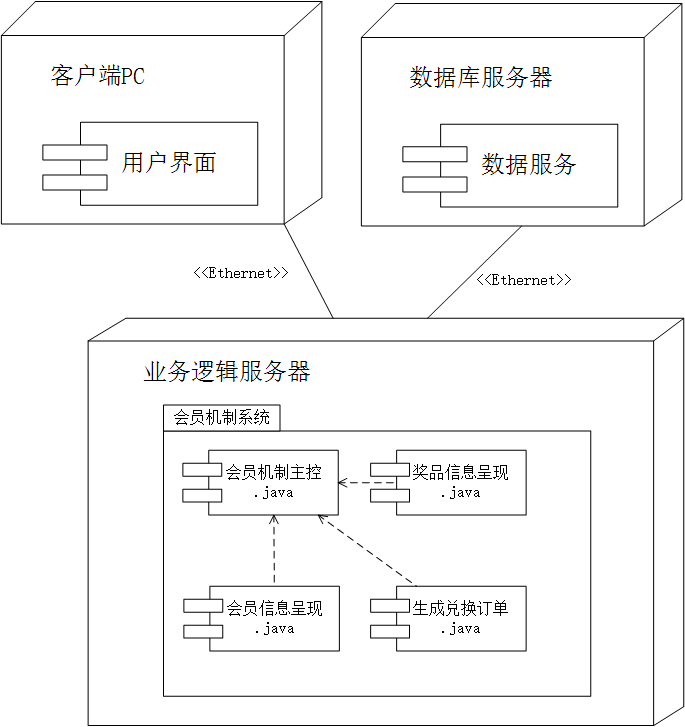 客户端PC
用户界面
数据库服务器
数据服务
<<Ethernet>>
<<Ethernet>>
业务逻辑服务器
会员机制系统
会员机制主控
.java
奖品信息呈现
.java
会员信息呈现
.java
生成兑换订单
.java